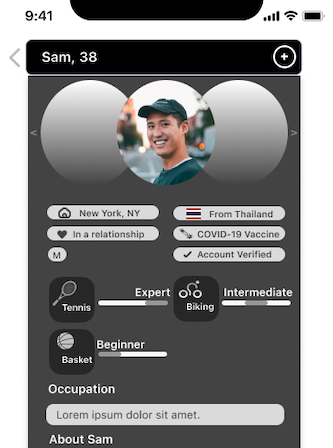 9:41
Sam, 38
< >
New York, NY
From Thailand
In a relationship
COVID-19 Vaccine
M
Account Verified
Tennis
Expert
Biking
Intermediate
Basket
Beginner
Occupation
Lorem ipsum dolor sit amet.
About Sam